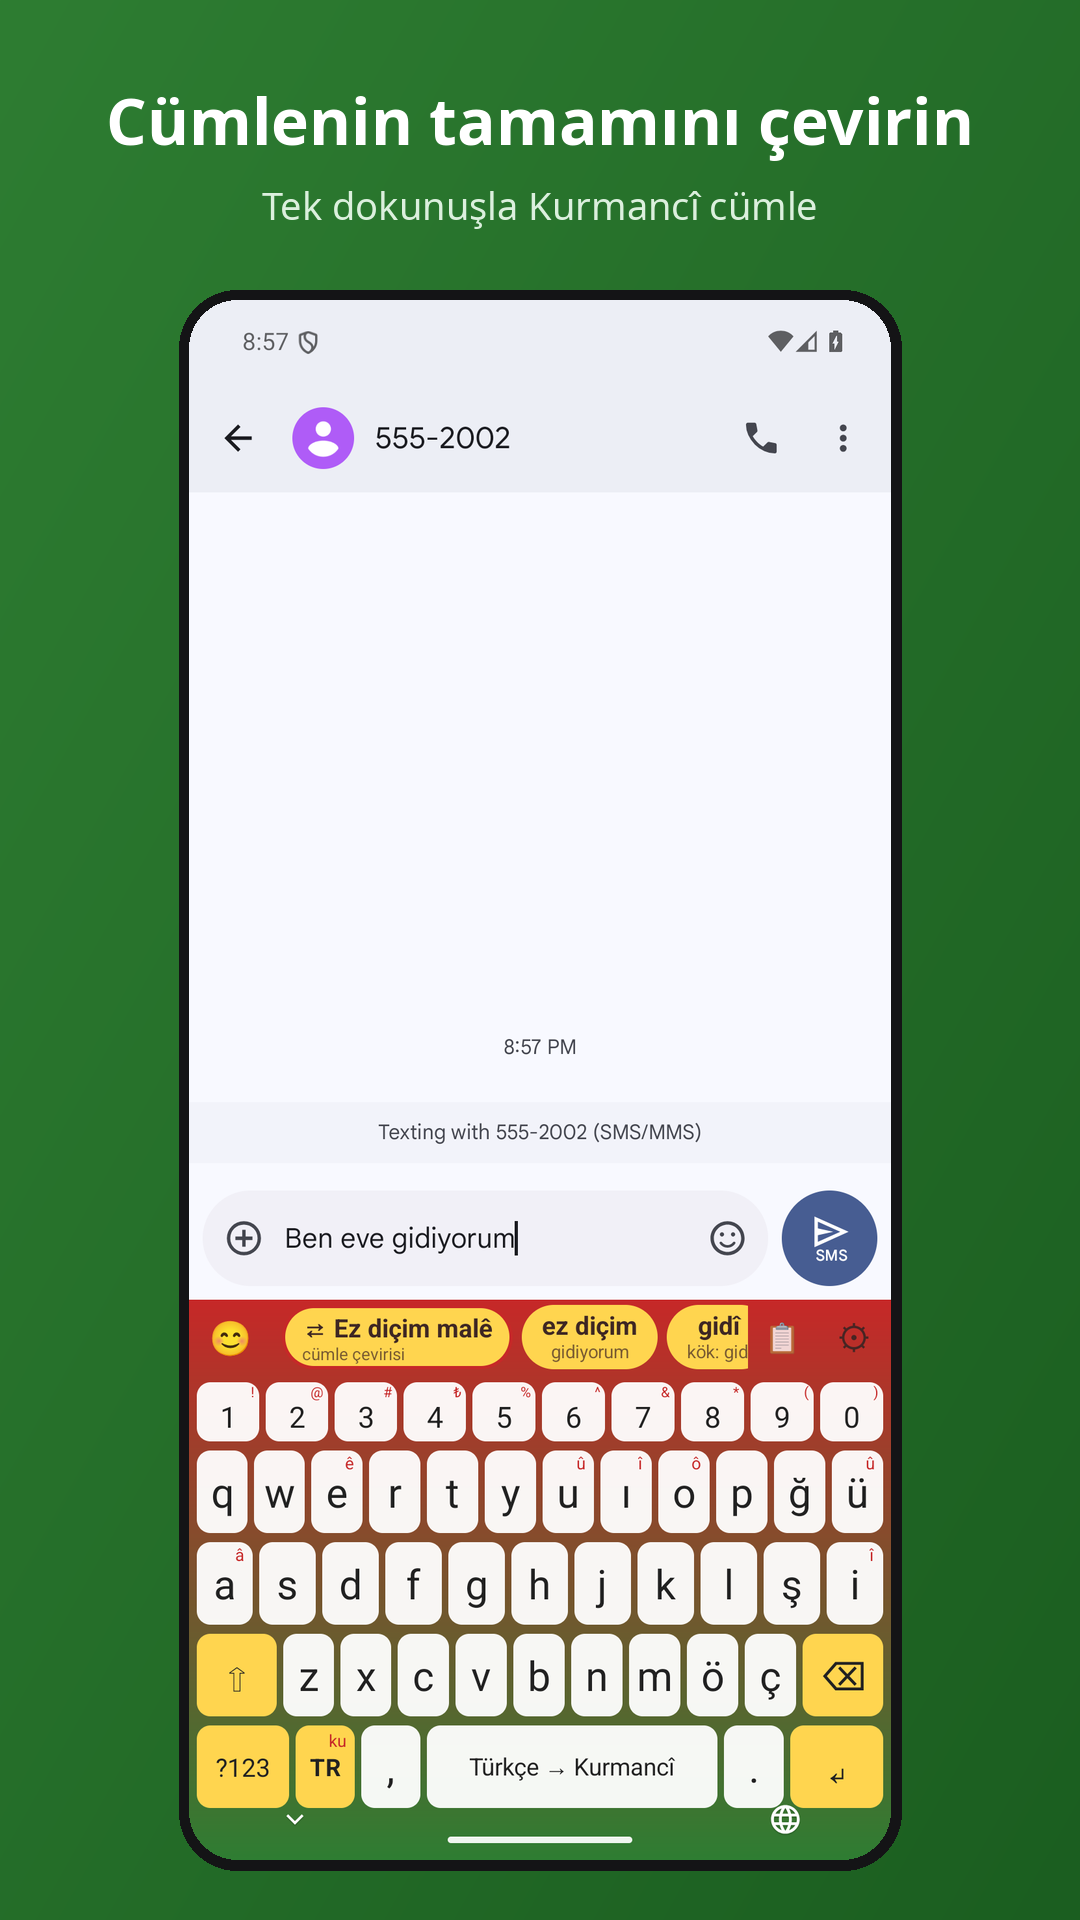 Cümlenin tamamını çevirin
Tek dokunuşla Kurmancî cümle
8:57
555-2002
8:57 PM
Texting with 555-2002 (SMS/MMS)
Ben eve gidiyorum
SMS
⇄ Ez diçim malê
cümle çevirisi
ez diçim
gidiyorum
gidî
kök: gid
! @ # ₺ % ^ & * ( )
1 2 3 4 5 6 7 8 9 0
ê û î ô û
q w e r t y u ı o p ğ ü
â î
a s d f g h j k l ş i
⇧ z x c v b n m ö ç
ku
?123 TR , Türkçe → Kurmancî . ↵